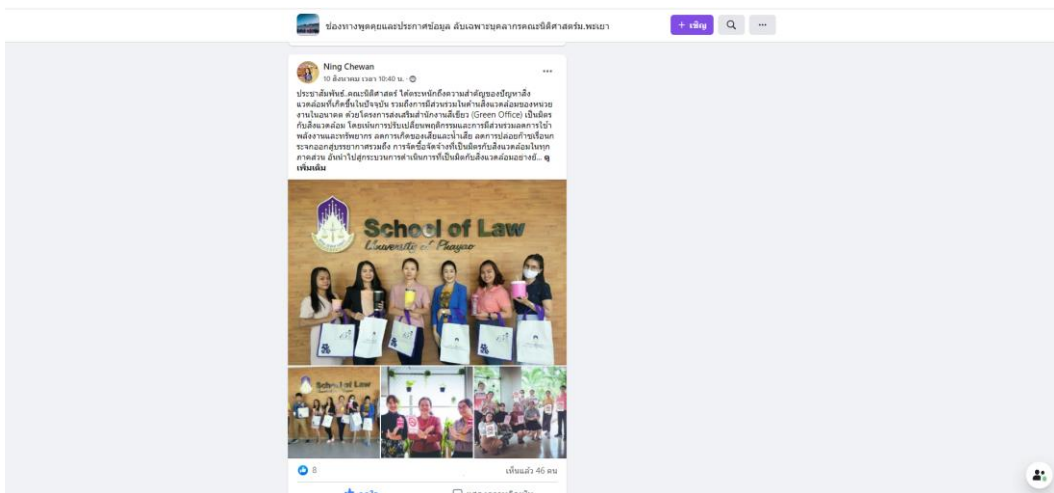 ช่องทางพูดคุยและประกาศข้อมูล ลับเฉพาะบุคลากรคณะนิติศาสตร์ม.พะเยา
+ เชิญ
Ning Chewan
10 สิงหาคม เวลา 10:40 น.
ประชาสัมพันธ์..คณะนิติศาสตร์ ได้ตระหนักถึงความสำคัญของปัญหาสิ่ง
แวดล้อมที่เกิดขึ้นในปัจจุบัน รวมถึงการมีส่วนร่วมในด้านสิ่งแวดล้อมของหน่วย
งานในอนาคต ด้วยโครงการส่งเสริมสำนักงานสีเขียว (Green Office) เป็นมิตร
กับสิ่งแวดล้อม โดยเน้นการปรับเปลี่ยนพฤติกรรมและการมีส่วนร่วมลดการใช้
พลังงานและทรัพยากร ลดการเกิดของเสียและน้ำเสีย ลดการปลอยก๊าซเรือนก
ระจกออกสู่บรรยากาศรวมถึง การจัดซื้อจัดจ้างที่เป็นมิตรกับสิ่งแวดล้อมในทุก
ภาคส่วน อันนำไปสู่กระบวนการดำเนินการที่เป็นมิตกับสิ่งแวดล้อมอย่างยั... ดู
เพิ่มเติม
School of Law
University of Phayao
School of Law
8
เห็นแล้ว 46 คน